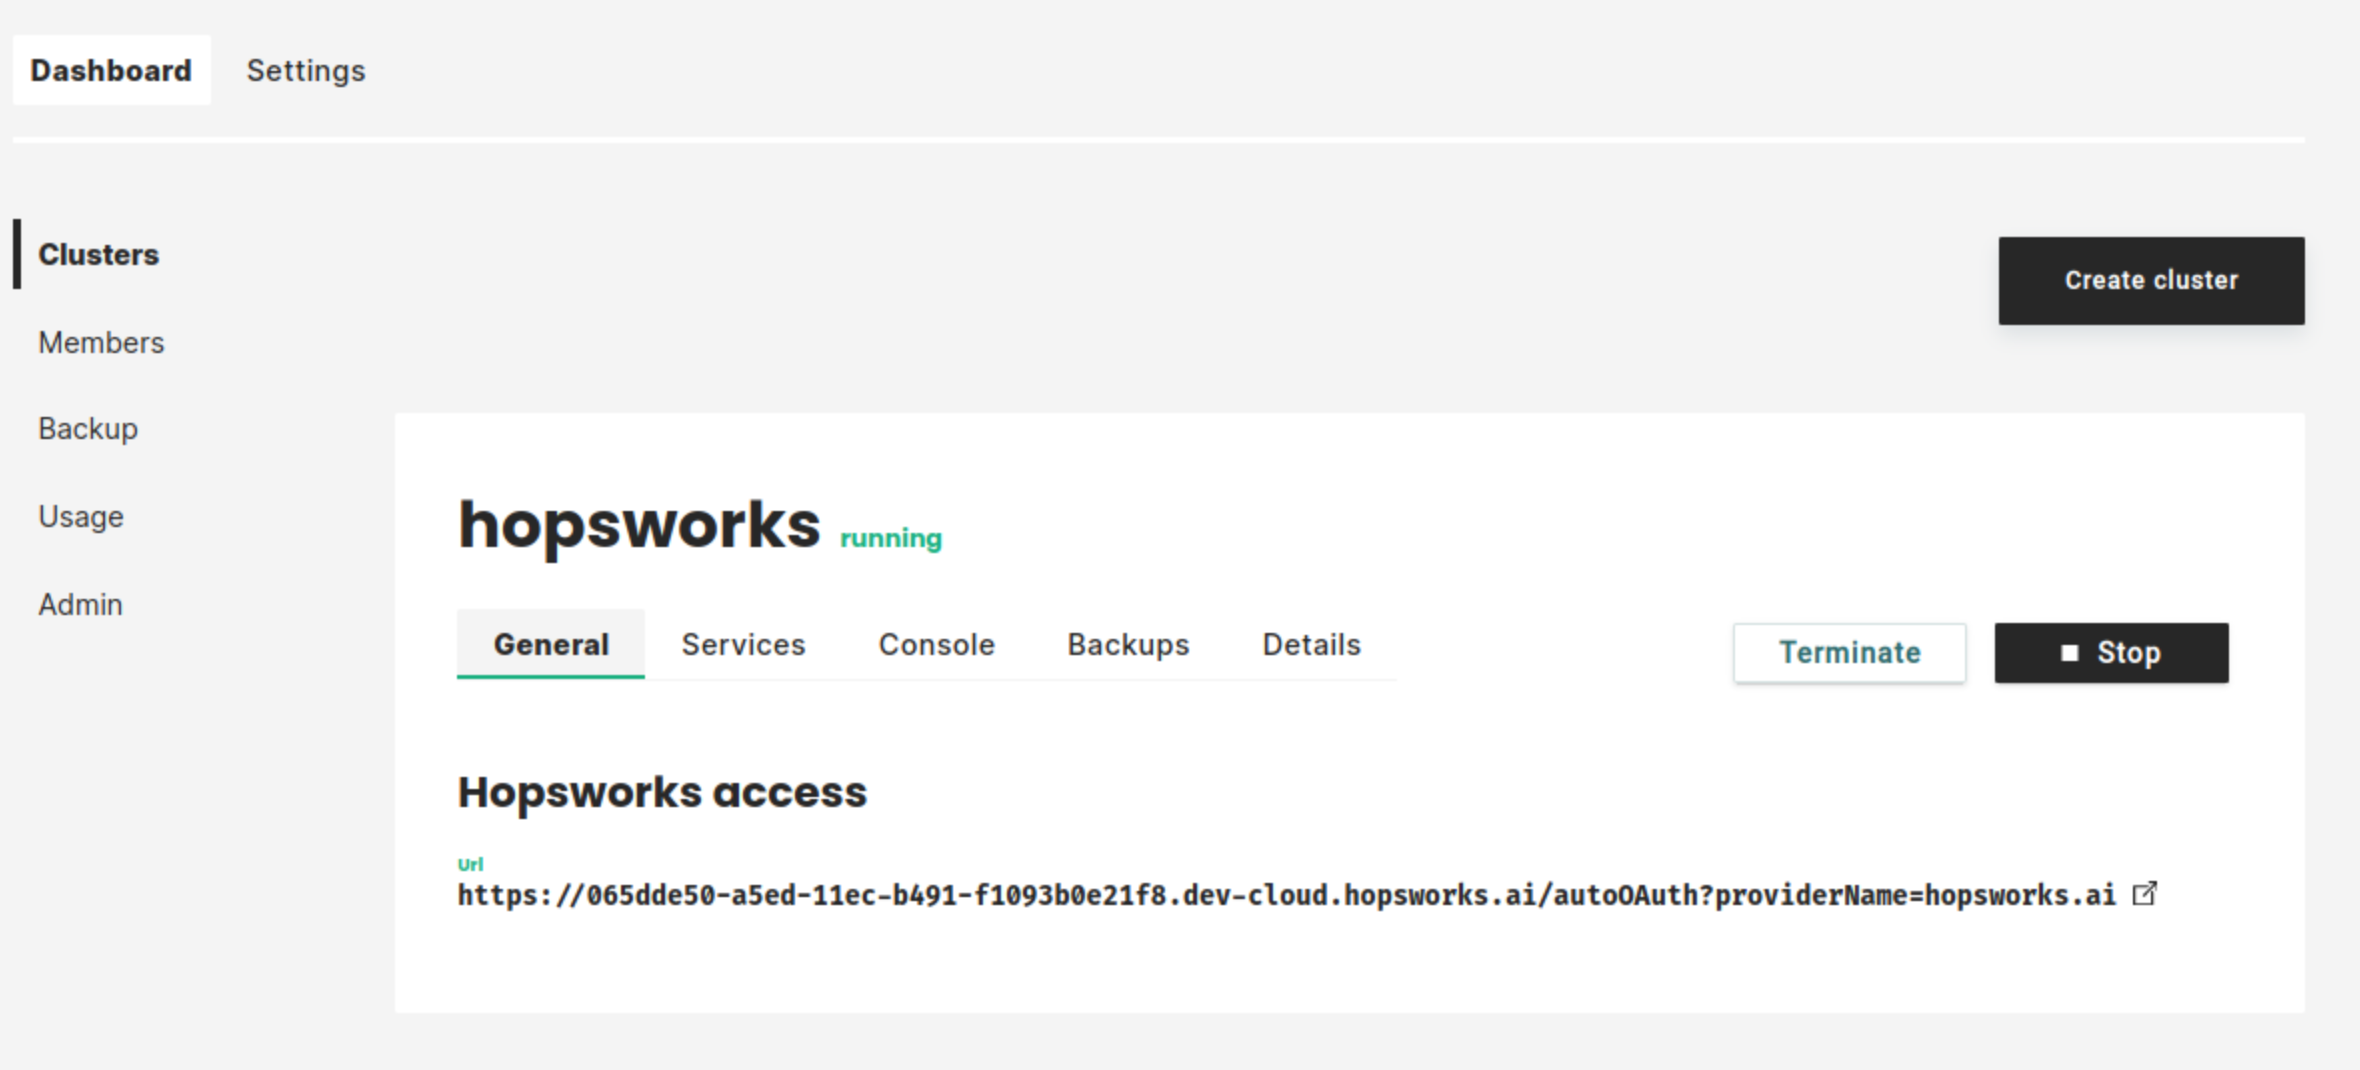 Dashboard Settings
Clusters
Create cluster
Members
Backup
Usage
Admin
hopsworks running
General Services Console Backups Details
Terminate Stop
Hopsworks access
Url
https://065dde50-a5ed-11ec-b491-f1093b0e21f8.dev-cloud.hopsworks.ai/autoOAuth?providerName=hopsworks.ai